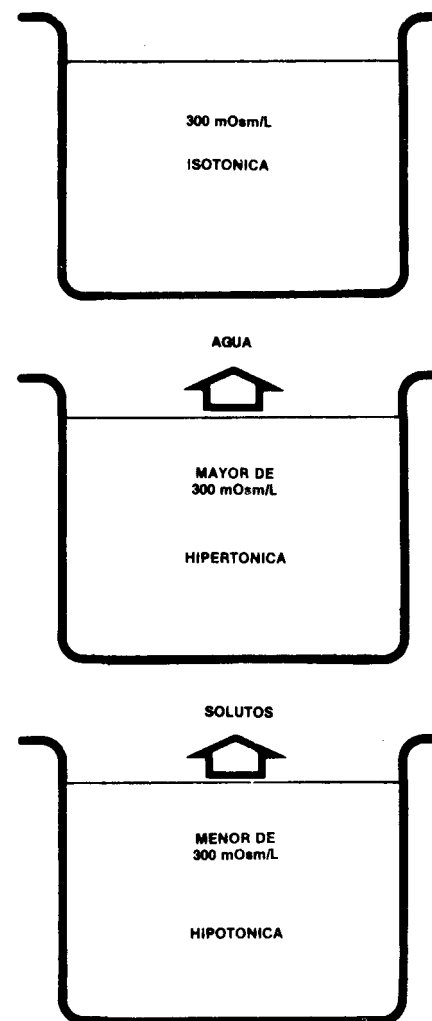 300 mOsm/L
ISOTONICA
AGUA
MAYOR DE
300 mOsm/L
HIPERTONICA
SOLUTOS
MENOR DE
300 mOsm/L
HIPOTONICA